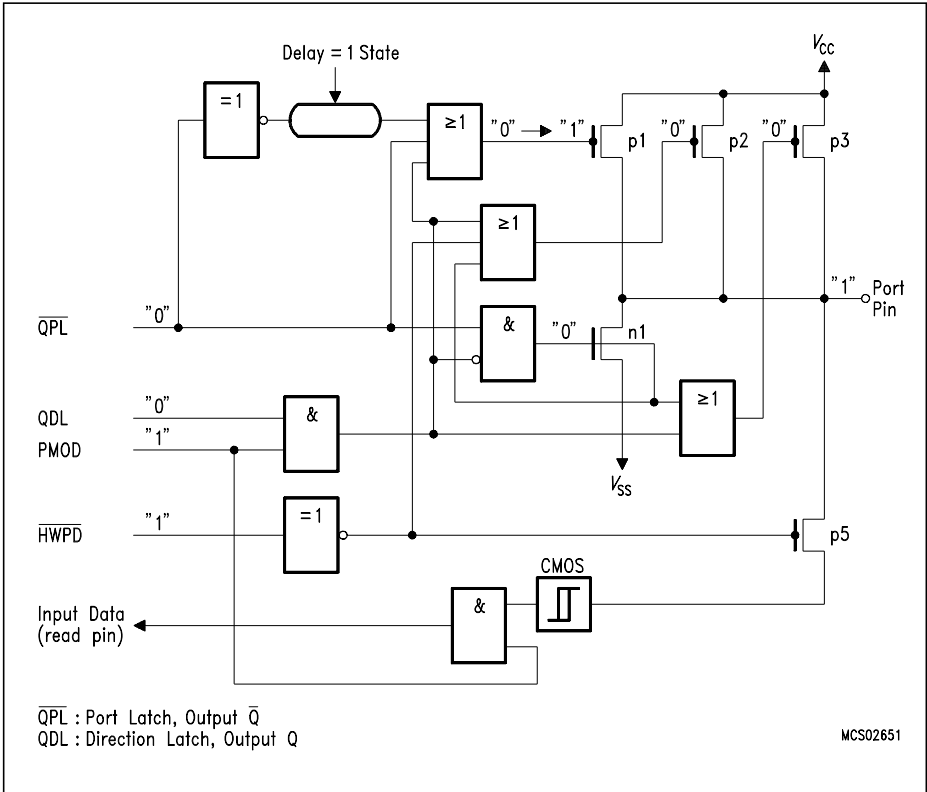 Delay = 1 State
V_CC
=1
≥1
"0" → "1"
p1
"0"
p2
"0"
p3
≥1
"1"
Port
Pin
QPL̅
"0"
&
"0"
n1
≥1
QDL
"0"
&
PMOD
"1"
V_SS
HWPD̅
"1"
=1
p5
CMOS
&
Input Data
(read pin)
QPL̅ : Port Latch, Output Q̅
QDL : Direction Latch, Output Q
MCS02651